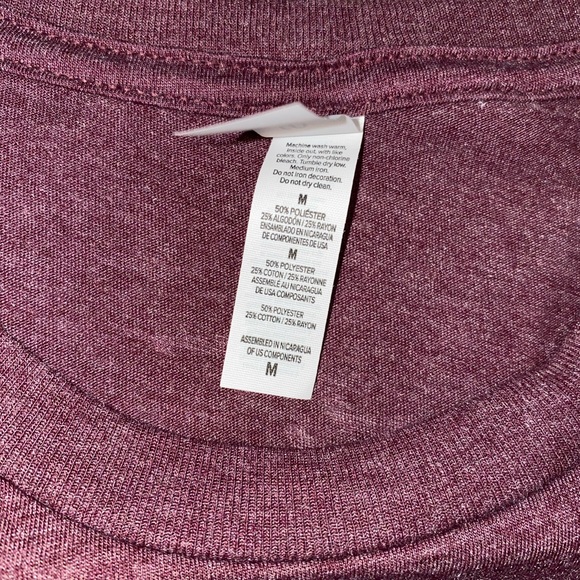 Machine wash warm,
inside out, with like
colors. Only non-chlorine
bleach. Tumble dry low.
Medium iron.
Do not iron decoration.
Do not dry clean.
M
50% POLIÉSTER
25% ALGODÓN / 25% RAYON
ENSAMBLADO EN NICARAGUA
DE COMPONENTES DE USA
M
50% POLYESTER
25% COTON / 25% RAYONNE
ASSEMBLÉ AU NICARAGUA
DE USA COMPOSANTS
50% POLYESTER
25% COTTON / 25% RAYON
ASSEMBLED IN NICARAGUA
OF US COMPONENTS
M